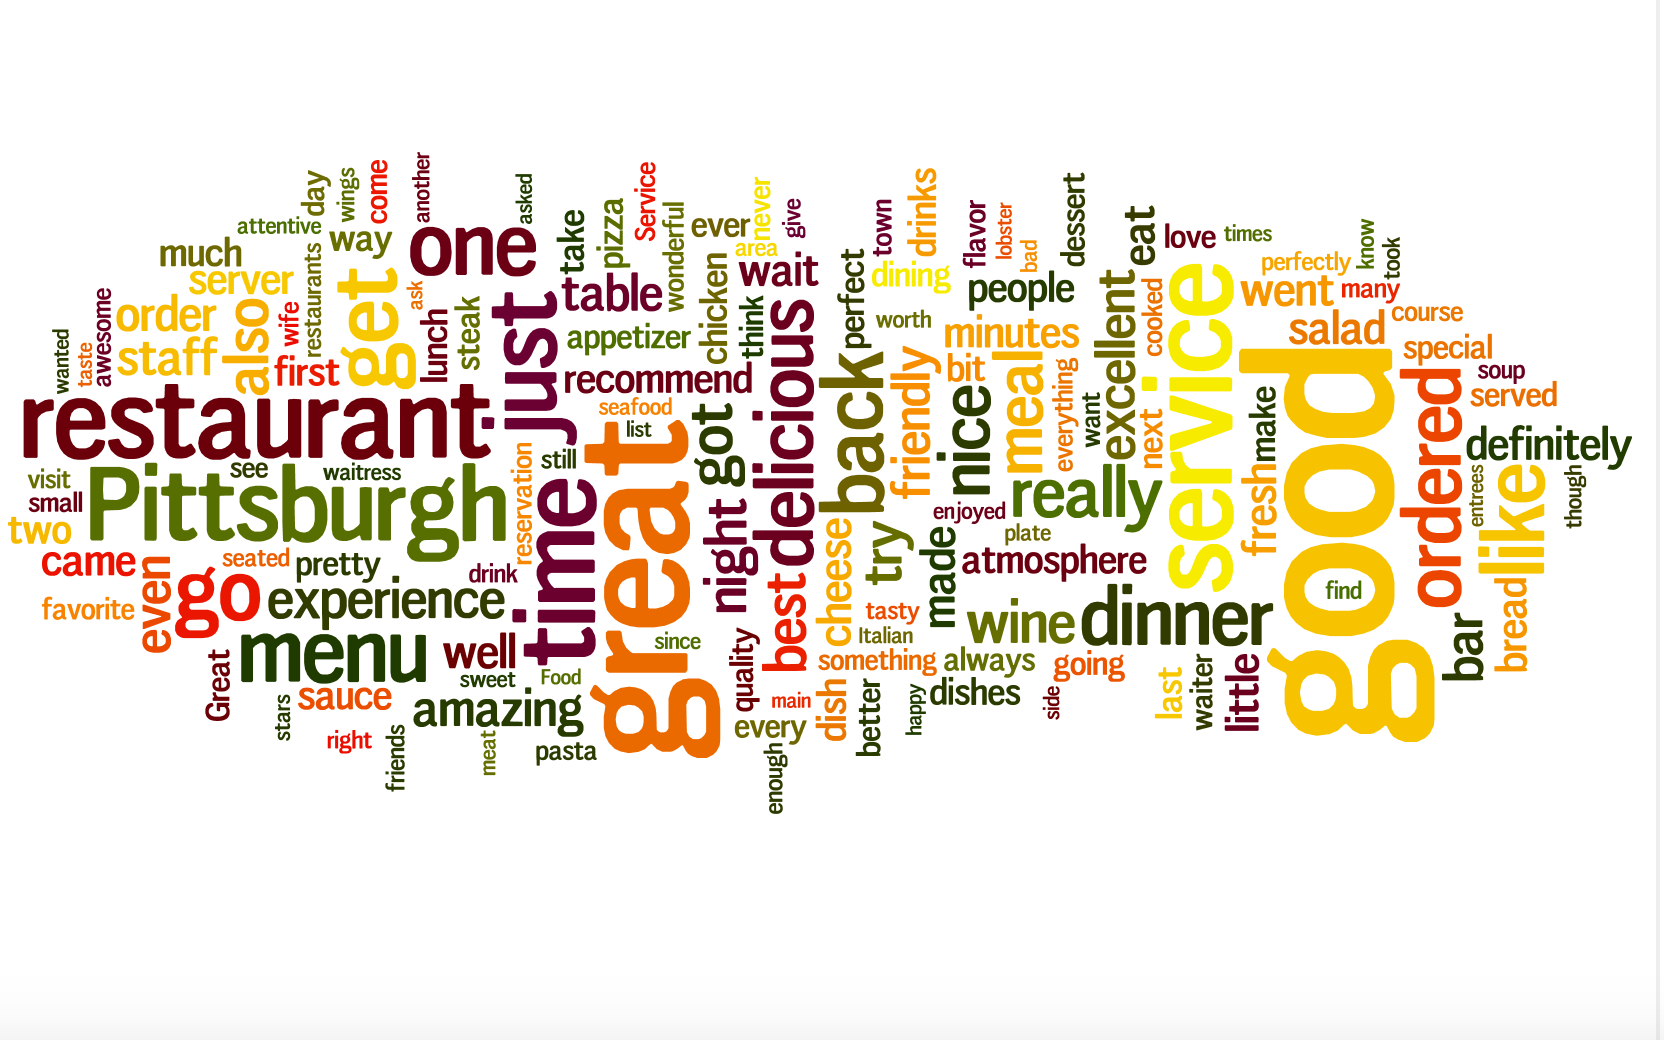 another
come
wings
day
asked
attentive
way
one
take
pizza
Service
wonderful
ever
never
area
give
town
drinks
flavor
lobster
bad
dessert
eat
love
times
know
took
much
server
restaurants
get
ask
just
table
chicken
wait
perfect
dining
people
cooked
perfectly
went
many
order
awesome
also
wife
lunch
steak
appetizer
think
delicious
worth
minutes
excellent
service
salad
course
wanted
taste
staff
first
recommend
back
friendly
bit
meal
everything
want
next
good
special
soup
ordered
served
restaurant
seafood
list
great
got
nice
make
definitely
visit
see
waitress
reservation
still
time
really
fresh
entrees
like
though
small
Pittsburgh
night
cheese
try
enjoyed
plate
made
two
came
seated
pretty
drink
atmosphere
favorite
even
go
experience
best
tasty
Italian
wine
dinner
find
bread
bar
menu
well
since
quality
something
always
going
Great
sweet
Food
main
dish
better
happy
dishes
side
last
waiter
little
stars
sauce
amazing
every
right
friends
meat
pasta
enough